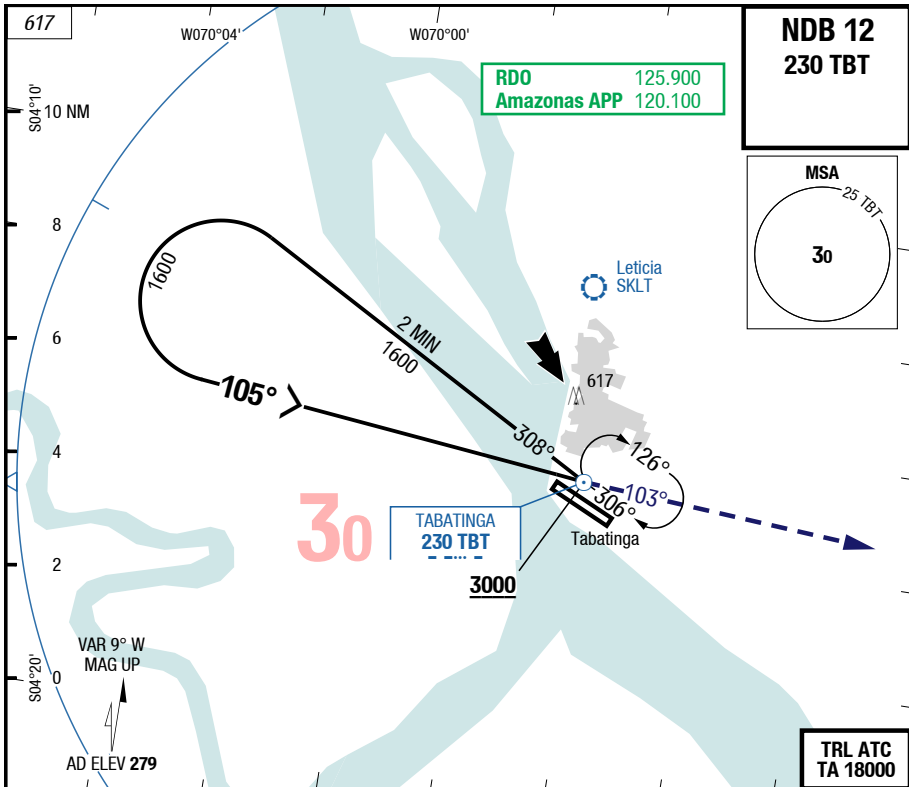 617
W070°04'
W070°00'
NDB 12
230 TBT
RDO 125.900
Amazonas APP 120.100
S04°10'
10 NM
MSA
25 TBT
30
8
1600
Leticia
SKLT
6
2 MIN
1600
617
105°
4
308°
126°
103°
306°
30
TABATINGA
230 TBT
Tabatinga
2
3000
VAR 9° W
MAG UP
S04°20'
0
AD ELEV 279
TRL ATC
TA 18000